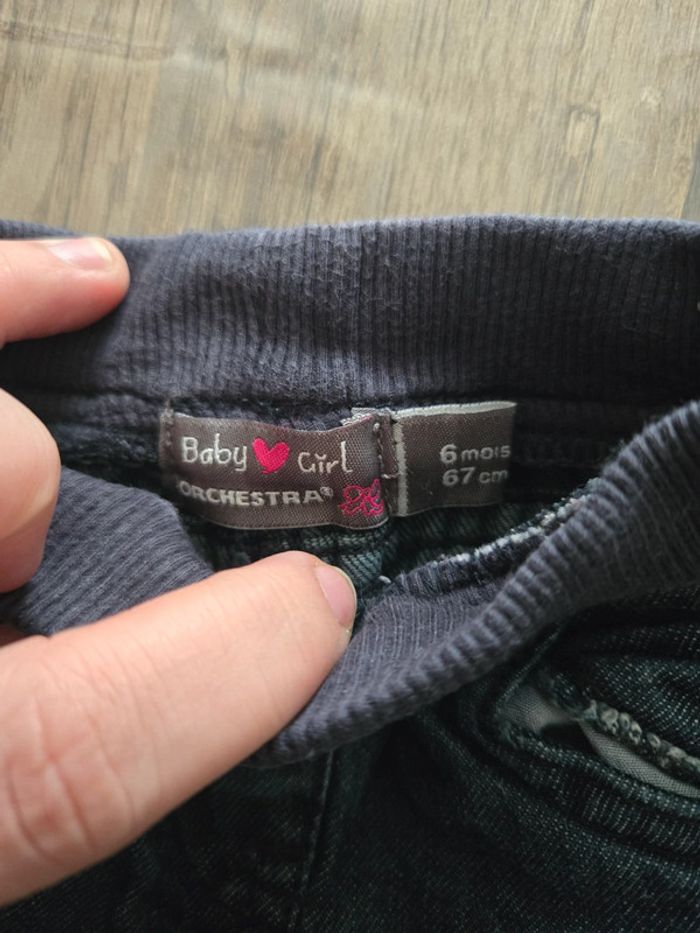 Baby Girl
ORCHESTRA®
6 mois
67 cm